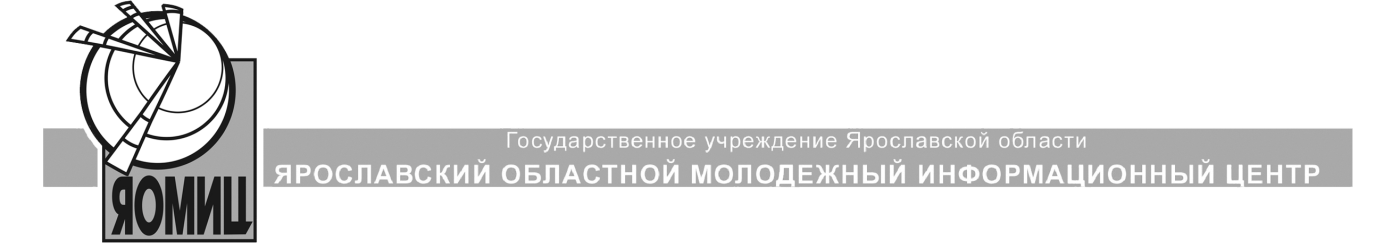 Государственное учреждение Ярославской области
ЯРОСЛАВСКИЙ ОБЛАСТНОЙ МОЛОДЕЖНЫЙ ИНФОРМАЦИОННЫЙ ЦЕНТР
ЯОМИЦ